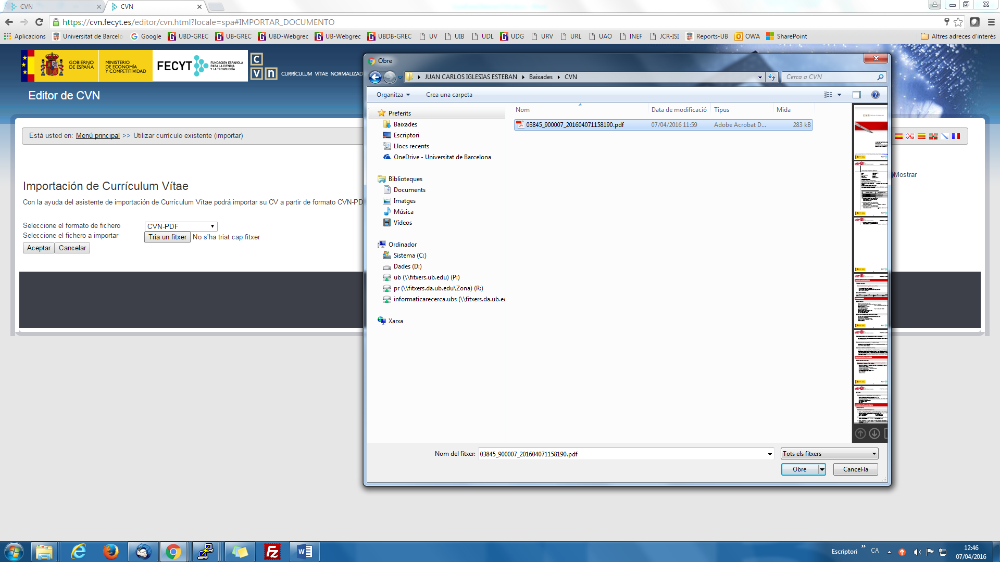 CVN
CVN
https://cvn.fecyt.es/editor/cvn.html?locale=spa#IMPORTAR_DOCUMENTO
Aplicacions
Universitat de Barcelo
Google
UBD-GREC
UB-GREC
UBD-Webgrec
UB-Webgrec
UBDB-GREC
UV
UIB
UDL
UDG
URV
URL
UAO
INEF
JCR-ISI
Reports-UB
OWA
SharePoint
Altres adreces d'interès
GOBIERNO DE ESPAÑA
MINISTERIO DE ECONOMÍA Y COMPETITIVIDAD
FECYT
FUNDACIÓN ESPAÑOLA PARA LA CIENCIA Y LA TECNOLOGÍA
C
v n
CURRÍCULUM VÍTAE NORMALIZAD
Editor de CVN
Está usted en: Menú principal >> Utilizar currículo existente (importar)
Mostrar
Importación de Currículum Vítae
Con la ayuda del asistente de importación de Currículum Vítae podrá importar su CV a partir de formato CVN-PD
Seleccione el formato de fichero
CVN-PDF
Seleccione el fichero a importar
Tria un fitxer
No s'ha triat cap fitxer
Aceptar
Cancelar
Obre
JUAN CARLOS IGLESIAS ESTEBAN
Baixades
CVN
Cerca a CVN
Organitza
Crea una carpeta
Preferits
Baixades
Escriptori
Llocs recents
OneDrive - Universitat de Barcelona
Biblioteques
Documents
Imatges
Música
Vídeos
Ordinador
Sistema (C:)
Dades (D:)
ub (\\fitxers.ub.edu) (P:)
pr (\\fitxers.da.ub.edu\Zona) (R:)
informaticarecerca.ubs (\\fitxers.da.ub.ec
Xarxa
Nom
Data de modificació
Tipus
Mida
03845_900007_201604071158190.pdf
07/04/2016 11:59
Adobe Acrobat D...
283 kB
Nom del fitxer:
03845_900007_201604071158190.pdf
Tots els fitxers
Obre
Cancel·la
Escriptori
CA
12:46
07/04/2016